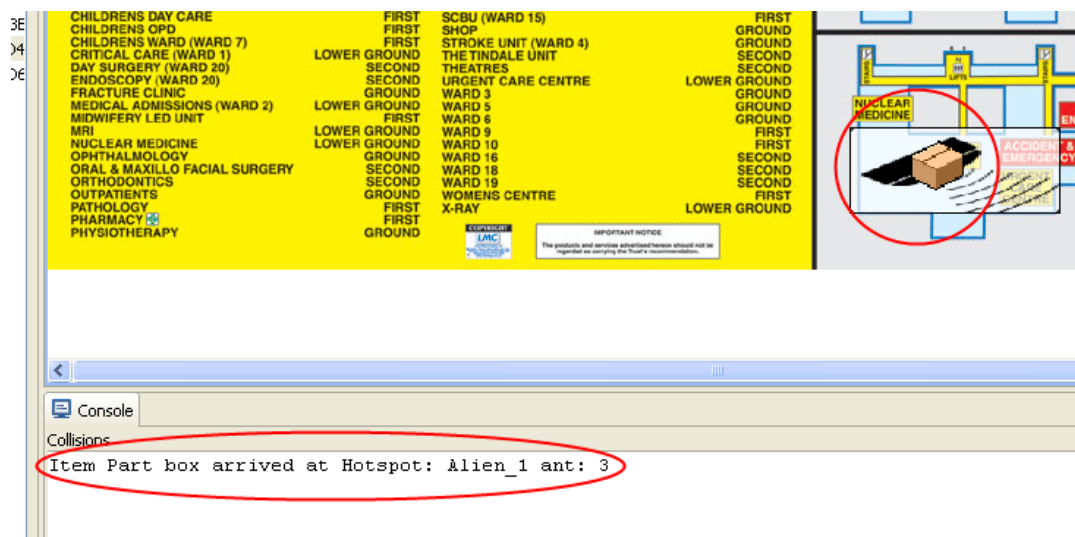 3E
04
06
CHILDRENS DAY CARE FIRST
CHILDRENS OPD FIRST
CHILDRENS WARD (WARD 7) FIRST
CRITICAL CARE (WARD 1) LOWER GROUND
DAY SURGERY (WARD 20) SECOND
ENDOSCOPY (WARD 20) SECOND
FRACTURE CLINIC GROUND
MEDICAL ADMISSIONS (WARD 2) LOWER GROUND
MIDWIFERY LED UNIT FIRST
MRI LOWER GROUND
NUCLEAR MEDICINE LOWER GROUND
OPHTHALMOLOGY GROUND
ORAL & MAXILLO FACIAL SURGERY SECOND
ORTHODONTICS SECOND
OUTPATIENTS GROUND
PATHOLOGY FIRST
PHARMACY FIRST
PHYSIOTHERAPY GROUND
SCBU (WARD 15) FIRST
SHOP GROUND
STROKE UNIT (WARD 4) GROUND
THE TINDALE UNIT SECOND
THEATRES SECOND
URGENT CARE CENTRE LOWER GROUND
WARD 3 GROUND
WARD 5 GROUND
WARD 6 GROUND
WARD 9 FIRST
WARD 10 FIRST
WARD 16 SECOND
WARD 18 SECOND
WARD 19 SECOND
WOMENS CENTRE FIRST
X-RAY LOWER GROUND
COPYRIGHT
LMC
IMPORTANT NOTICE
The products and services advertised hereon should not be
regarded as carrying the Trust's recommendation.
STAIRS
LIFTS
STAIRS
NUCLEAR
MEDICINE
EN
ACCIDENT &
EMERGENCY
URGENT
CARE
CENTRE
Console
Collisions
Item Part box arrived at Hotspot: Alien_1 ant: 3